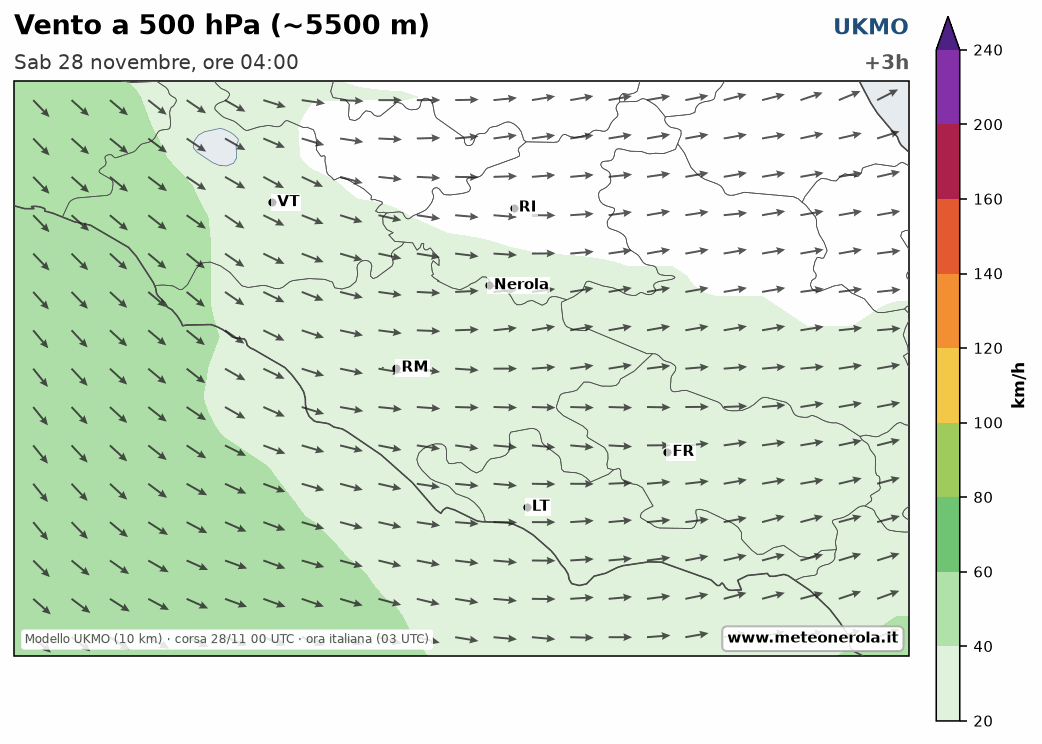 Vento a 500 hPa (~5500 m)
UKMO
Sab 28 novembre, ore 04:00
+3h
VT
RI
Nerola
RM
FR
LT
240
200
160
140
120
100
80
60
40
20
km/h
Modello UKMO (10 km) · corsa 28/11 00 UTC · ora italiana (03 UTC)
www.meteonerola.it